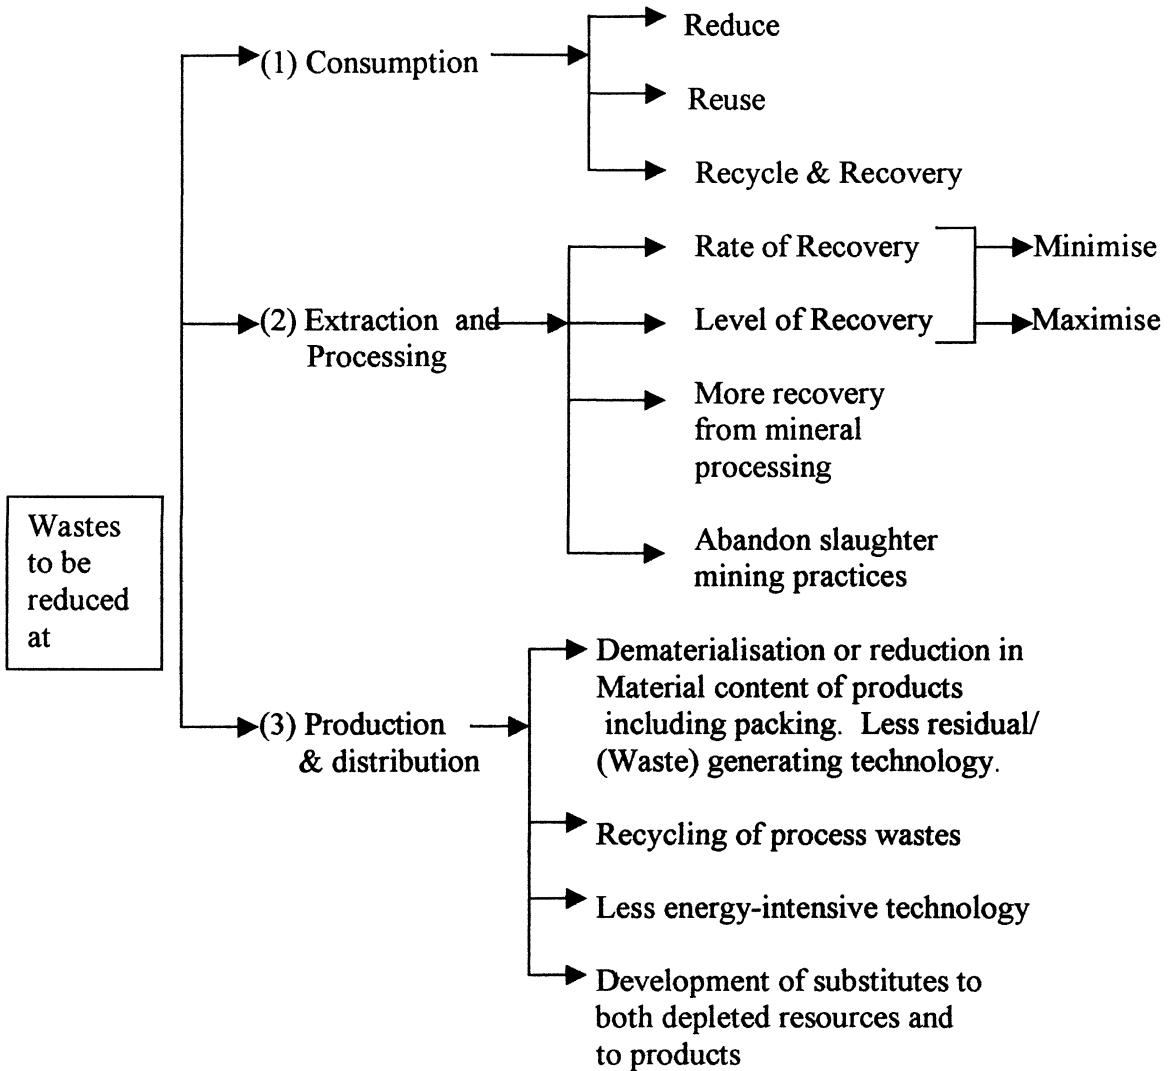 Wastes
to be
reduced
at
(1) Consumption
Reduce
Reuse
Recycle & Recovery
(2) Extraction and
Processing
Rate of Recovery
Minimise
Level of Recovery
Maximise
More recovery
from mineral
processing
Abandon slaughter
mining practices
(3) Production
& distribution
Dematerialisation or reduction in
Material content of products
including packing. Less residual/
(Waste) generating technology.
Recycling of process wastes
Less energy-intensive technology
Development of substitutes to
both depleted resources and
to products